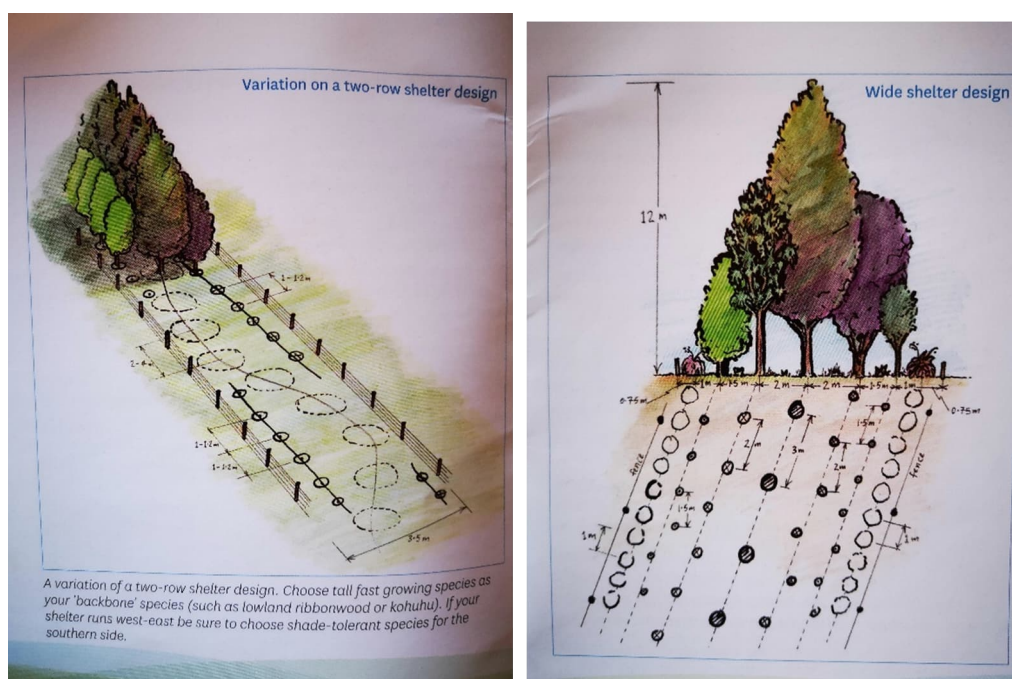 Variation on a two-row shelter design
1-1·2m
1-1·2m
1-1·2m
3·5m
A variation of a two-row shelter design. Choose tall fast growing species as
your 'backbone' species (such as lowland ribbonwood or kohuhu). If your
shelter runs west-east be sure to choose shade-tolerant species for the
southern side.
Wide shelter design
12 m
1m
1·5m
2m
2m
1·5m
1m
0·75m
0·75m
fence
fence
2m
3m
1·5m
2m
1·5m
1m
1m